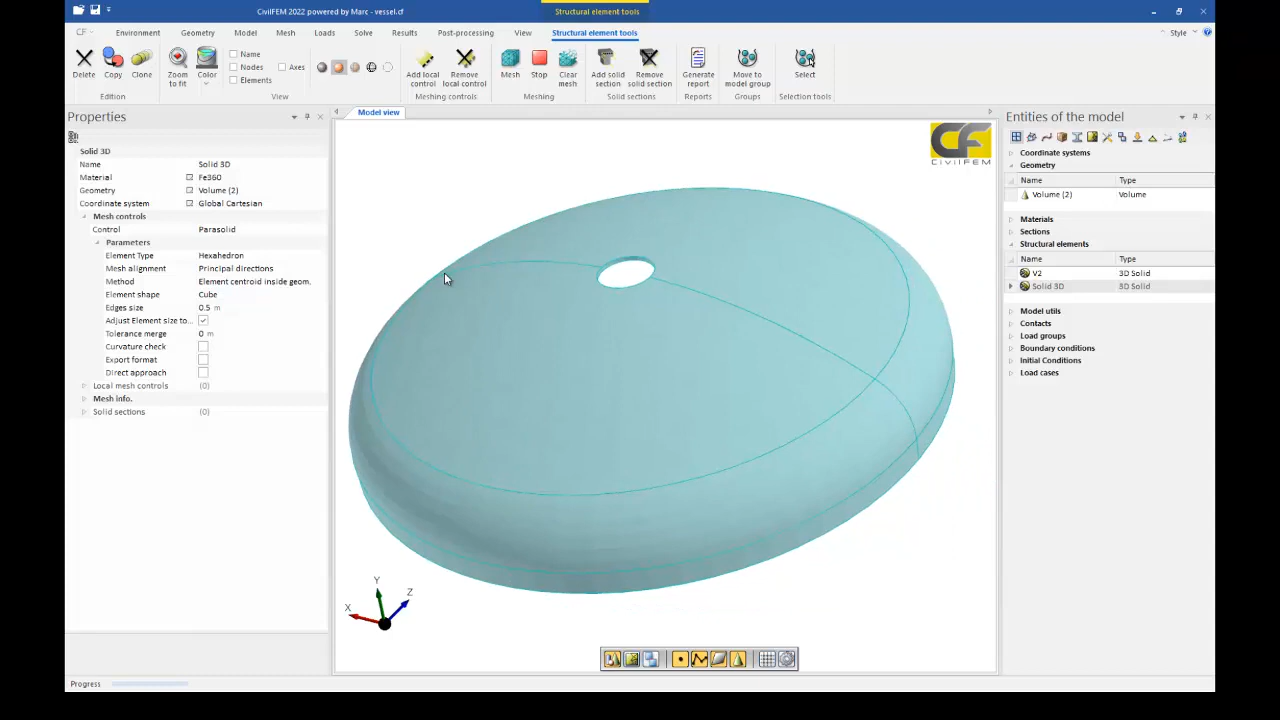 CivilFEM 2022 powered by Marc - vessel.cf
Structural element tools
CF
Environment
Geometry
Model
Mesh
Loads
Solve
Results
Post-processing
View
Structural element tools
Style
Delete
Copy
Clone
Edition
Zoom to fit
Color
Name
Nodes
Elements
Axes
View
Add local control
Remove local control
Meshing controls
Mesh
Stop
Clear mesh
Meshing
Add solid section
Remove solid section
Solid sections
Generate report
Reports
Move to model group
Groups
Select
Selection tools
Properties
Solid 3D
Name Solid 3D
Material Fe360
Geometry Volume (2)
Coordinate system Global Cartesian
Mesh controls
Control Parasolid
Parameters
Element Type Hexahedron
Mesh alignment Principal directions
Method Element centroid inside geom.
Element shape Cube
Edges size 0.5 m
Adjust Element size to...
Tolerance merge 0 m
Curvature check
Export format
Direct approach
Local mesh controls (0)
Mesh info.
Solid sections (0)
Model view
CF
CIVILFEM
Y
X
Z
Entities of the model
Coordinate systems
Geometry
Name Type
Volume (2) Volume
Materials
Sections
Structural elements
Name Type
V2 3D Solid
Solid 3D 3D Solid
Model utils
Contacts
Load groups
Boundary conditions
Initial Conditions
Load cases
Progress